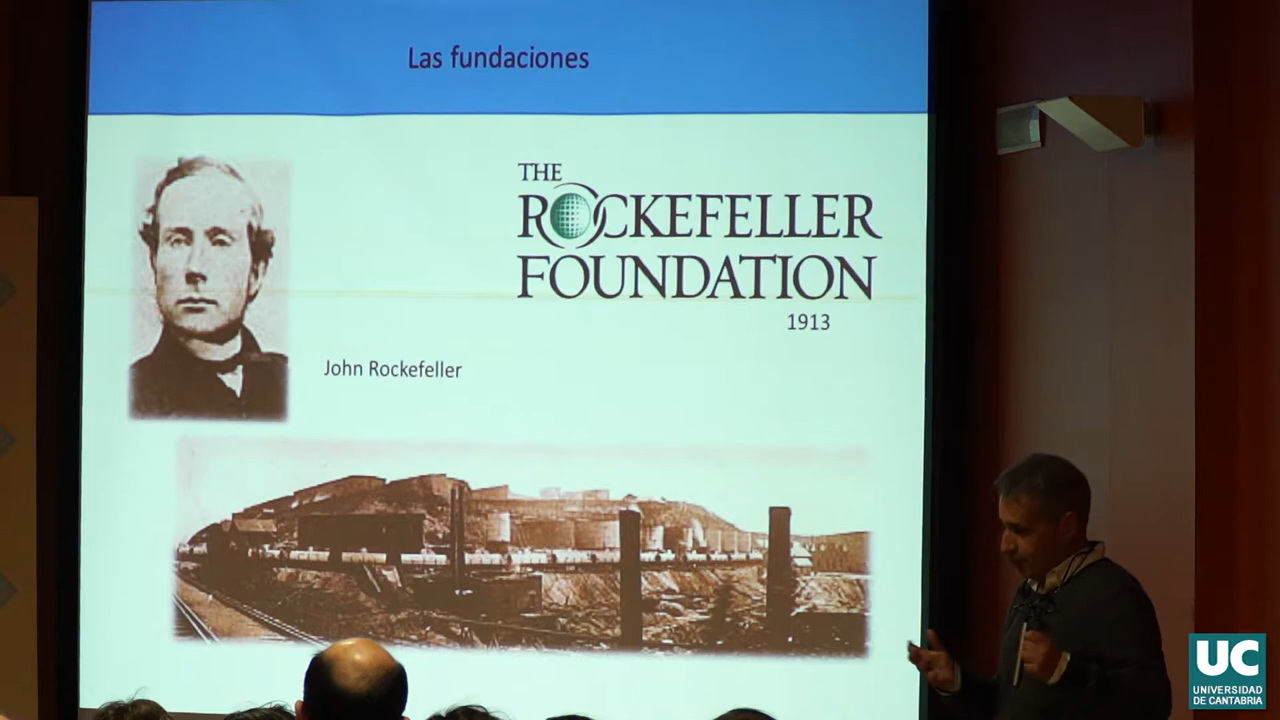 Las fundaciones
THE
ROCKEFELLER
FOUNDATION
1913
John Rockefeller
UC
UNIVERSIDAD
DE CANTABRIA